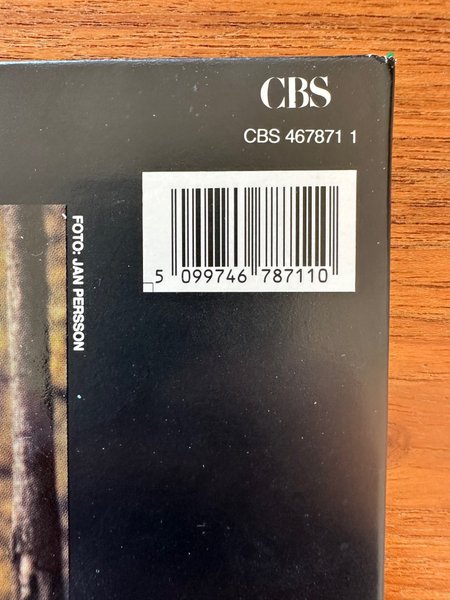 CBS
CBS 467871 1
5 099746 787110
FOTO: JAN PERSSON